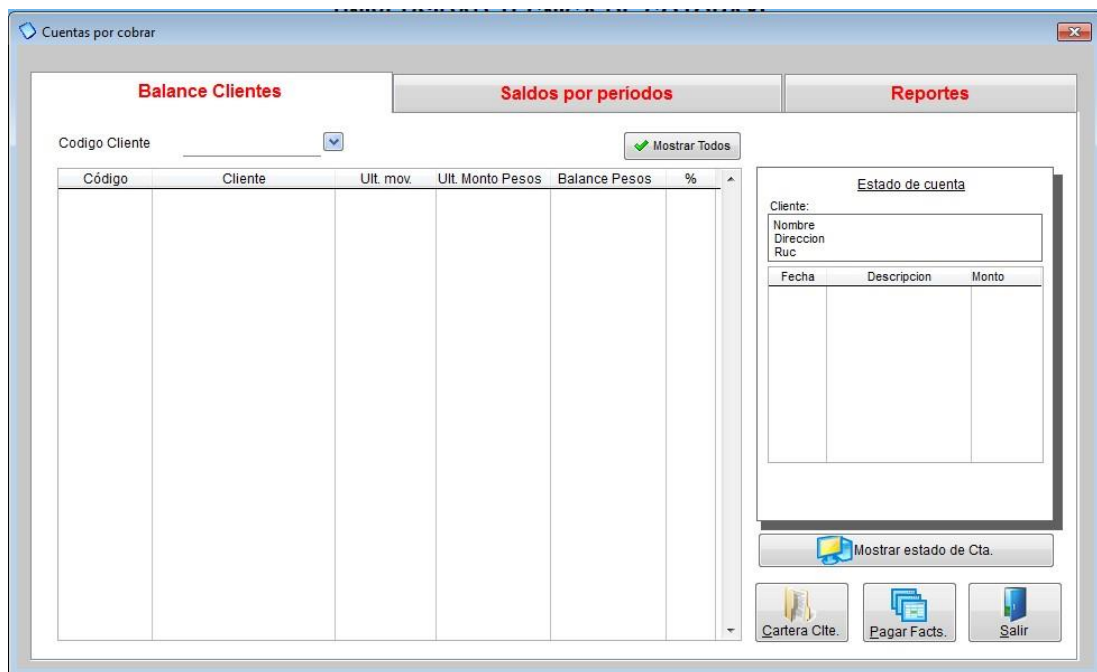 Cuentas por cobrar
Balance Clientes
Saldos por periodos
Reportes
Codigo Cliente
Mostrar Todos
Código Cliente Ult. mov. Ult. Monto Pesos Balance Pesos %
Estado de cuenta
Cliente:
Nombre
Direccion
Ruc
Fecha Descripcion Monto
Mostrar estado de Cta.
Cartera Clte.
Pagar Facts.
Salir